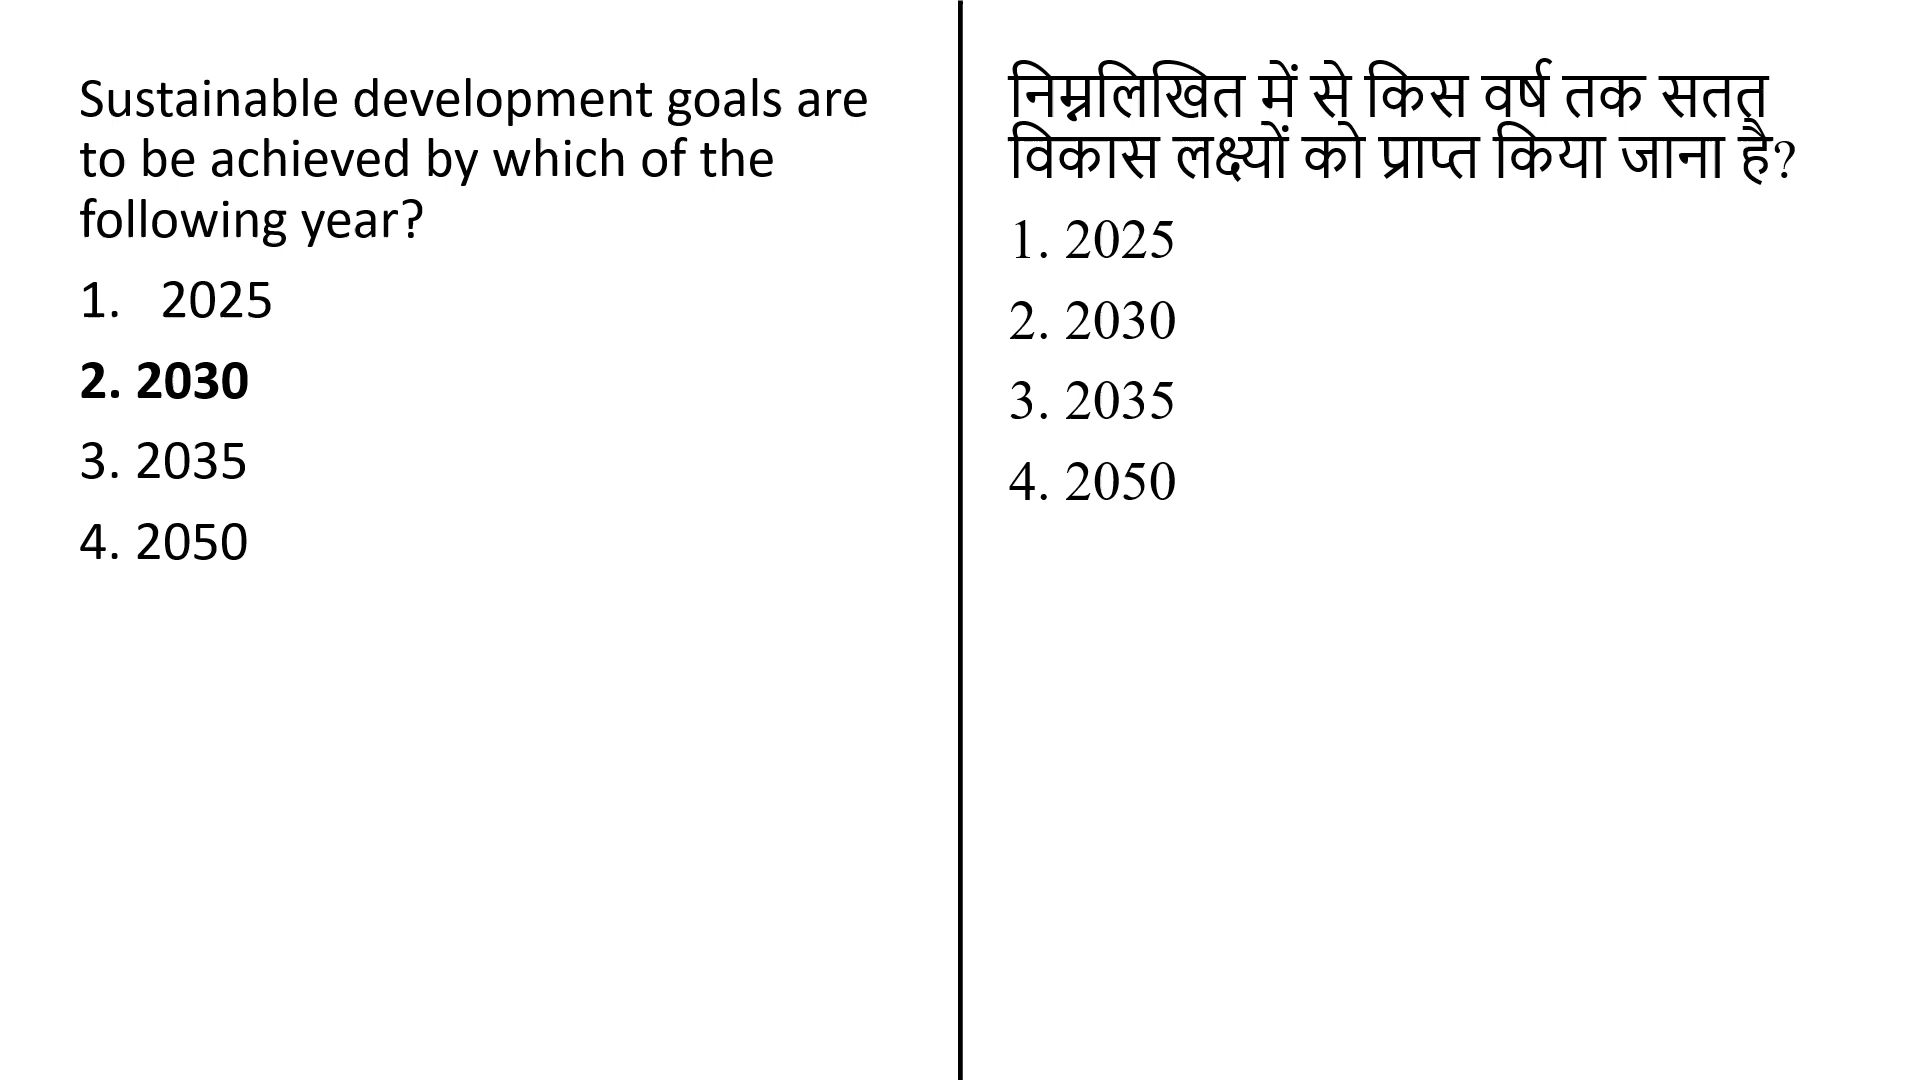 Sustainable development goals are
to be achieved by which of the
following year?
1. 2025
2. 2030
3. 2035
4. 2050
निम्नलिखित में से किस वर्ष तक सतत
विकास लक्ष्यों को प्राप्त किया जाना है?
1. 2025
2. 2030
3. 2035
4. 2050